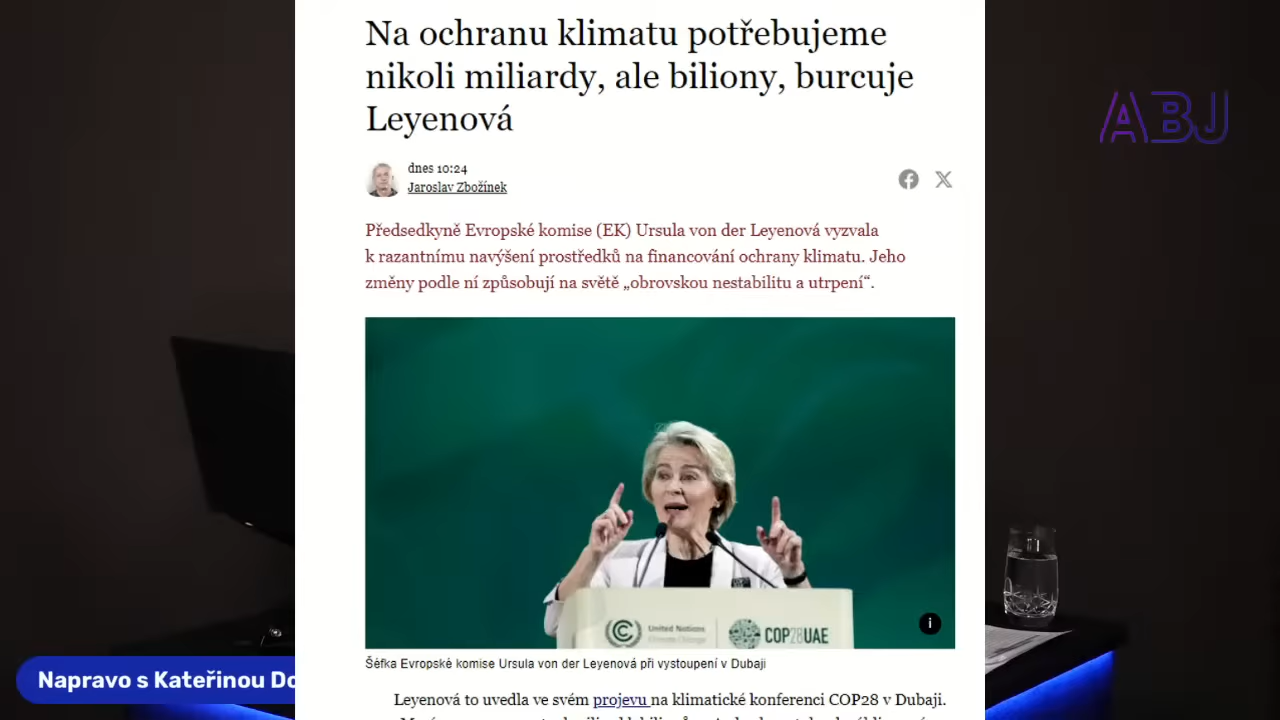 Na ochranu klimatu potřebujeme
nikoli miliardy, ale biliony, burcuje
Leyenová
ABJ
dnes 10:24
Jaroslav Zbožínek
Předsedkyně Evropské komise (EK) Ursula von der Leyenová vyzvala
k razantnímu navýšení prostředků na financování ochrany klimatu. Jeho
změny podle ní způsobují na světě „obrovskou nestabilitu a utrpení“.
United Nations
Climate Change
COP28UAE
i
Šéfka Evropské komise Ursula von der Leyenová při vystoupení v Dubaji
Napravo s Kateřinou
Leyenová to uvedla ve svém projevu na klimatické konferenci COP28 v Dubaji.